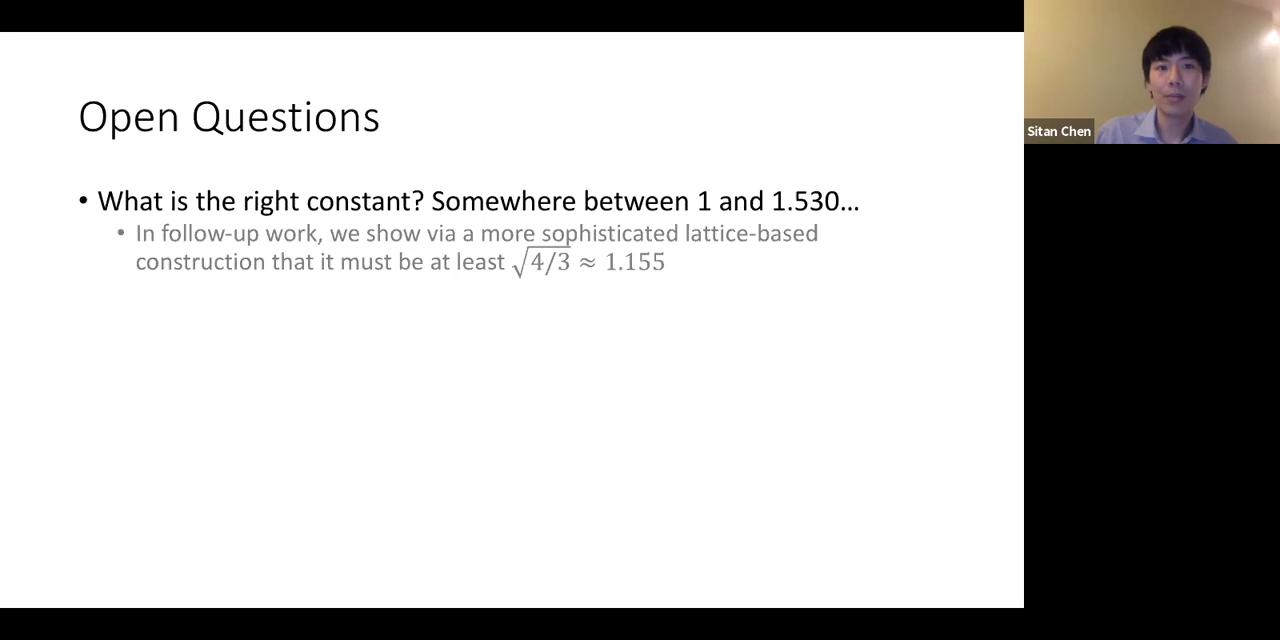 Open Questions
• What is the right constant? Somewhere between 1 and 1.530…
• In follow-up work, we show via a more sophisticated lattice-based
construction that it must be at least √4/3 ≈ 1.155
Sitan Chen